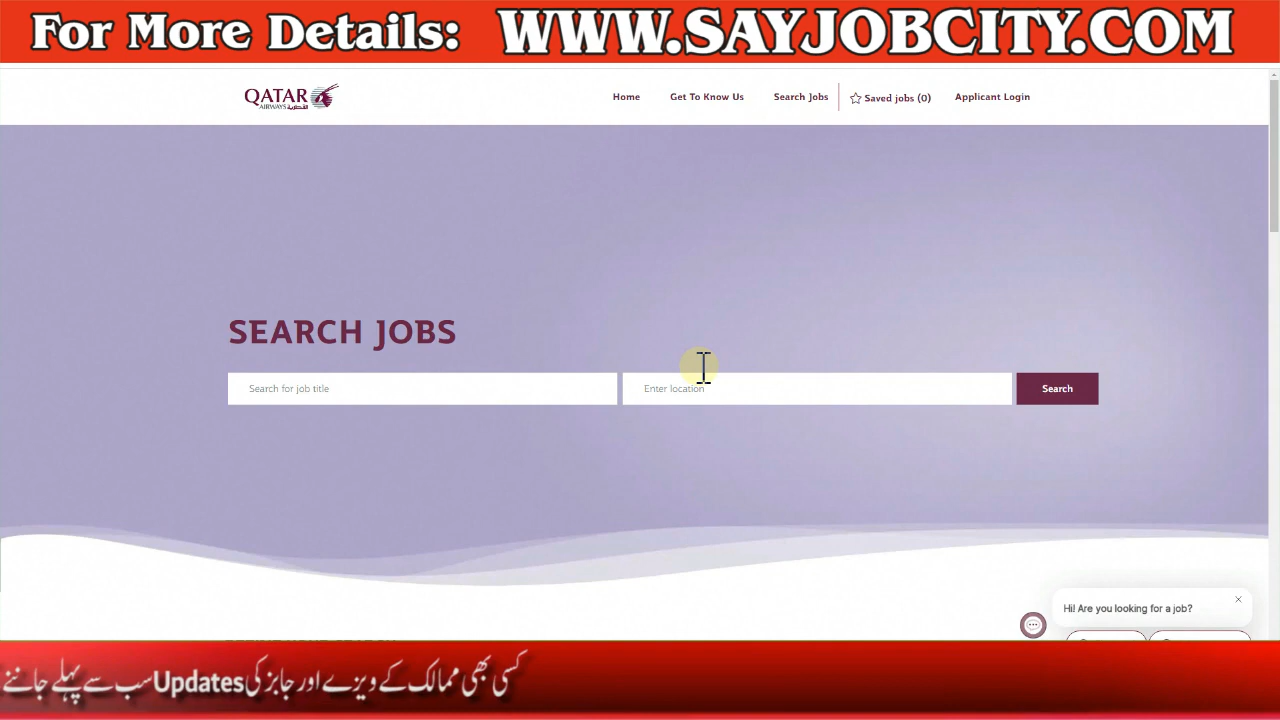 For More Details: WWW.SAYJOBCITY.COM
QATAR
AIRWAYS القطرية
Home Get To Know Us Search Jobs Saved jobs (0) Applicant Login
SEARCH JOBS
Search for job title Enter location Search
Hi! Are you looking for a job?
کسی بھی ممالک کے ویزے اور جابز کی Updates سب سے پہلے جاننے